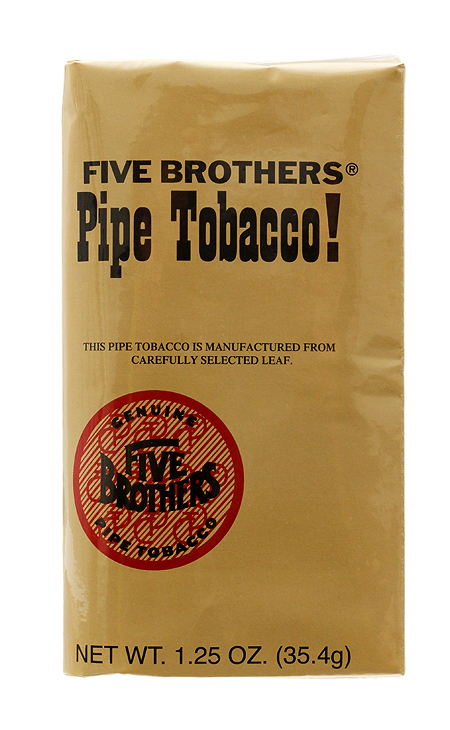 FIVE BROTHERS®
Pipe Tobacco!
THIS PIPE TOBACCO IS MANUFACTURED FROM
CAREFULLY SELECTED LEAF.
GENUINE
FIVE
BROTHERS
PIPE TOBACCO
NET WT. 1.25 OZ. (35.4g)